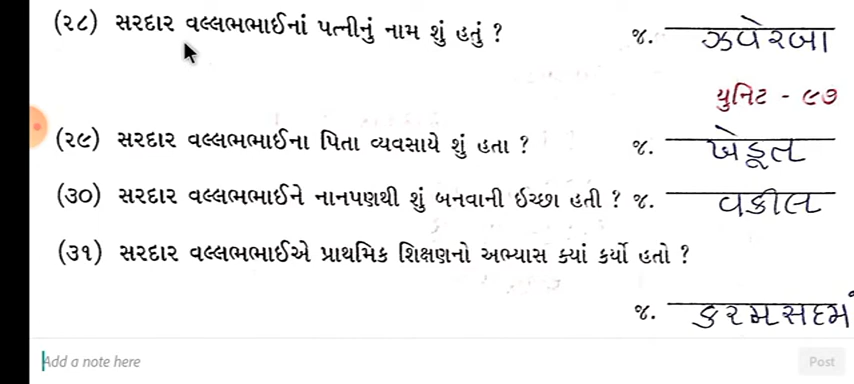 (૨૮) સરદાર વલ્લભભાઈનાં પત્નીનું નામ શું હતું ? જ. ઝવેરબા
યુનિટ - ૯૭
(૨૯) સરદાર વલ્લભભાઈના પિતા વ્યવસાયે શું હતા ? જ. ખેડૂત
(૩૦) સરદાર વલ્લભભાઈને નાનપણથી શું બનવાની ઈચ્છા હતી ? જ. વકીલ
(૩૧) સરદાર વલ્લભભાઈએ પ્રાથમિક શિક્ષણનો અભ્યાસ ક્યાં કર્યો હતો ?
જ. કરમસદમાં
Add a note here Post